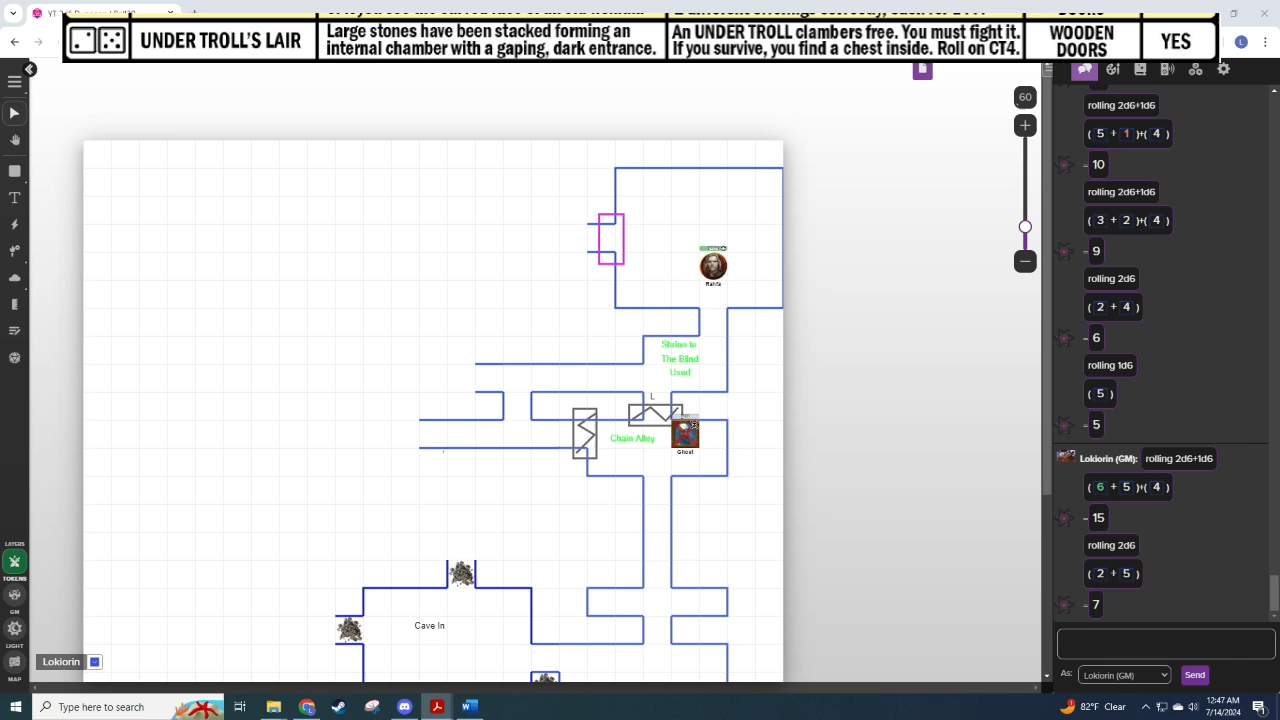 UNDER TROLL'S LAIR
Large stones have been stacked forming an
internal chamber with a gaping, dark entrance.
An UNDER TROLL clambers free. You must fight it.
If you survive, you find a chest inside. Roll on CT4.
WOODEN
DOORS
YES
L
60
rolling 2d6+1d6
(5+1)+(4)
=10
rolling 2d6+1d6
(3+2)+(4)
=9
rolling 2d6
(2+4)
=6
rolling 1d6
(5)
=5
Lokiorin (GM): rolling 2d6+1d6
(6+5)+(4)
=15
rolling 2d6
(2+5)
=7
As: Lokiorin (GM)
Send
Shrine to
The Blind
Used
L
Chain Alley
Ghost
Cave In
LAYERS
TOKENS
GM
LIGHT
MAP
Lokiorin
Type here to search
82°F
12:47 AM
7/14/2024